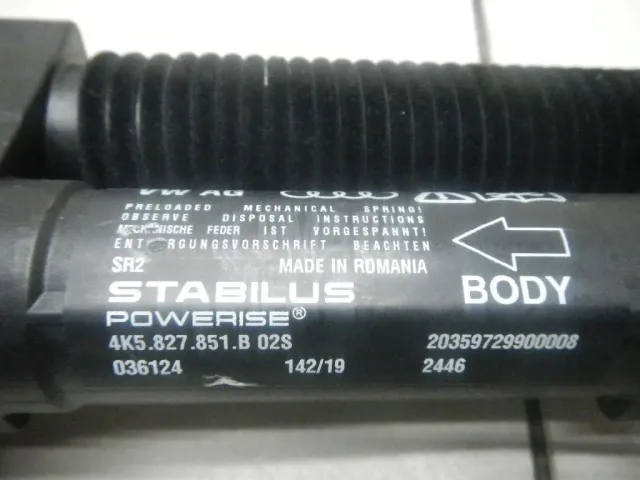 VW AG
PRELOADED MECHANICAL SPRING!
OBSERVE DISPOSAL INSTRUCTIONS
MECHANISCHE FEDER IST VORGESPANNT!
ENTSORGUNGSVORSCHRIFT BEACHTEN
SR2 MADE IN ROMANIA
STABILUS BODY
POWERISE®
4K5.827.851.B 02S 20359729900008
036124 142/19 2446